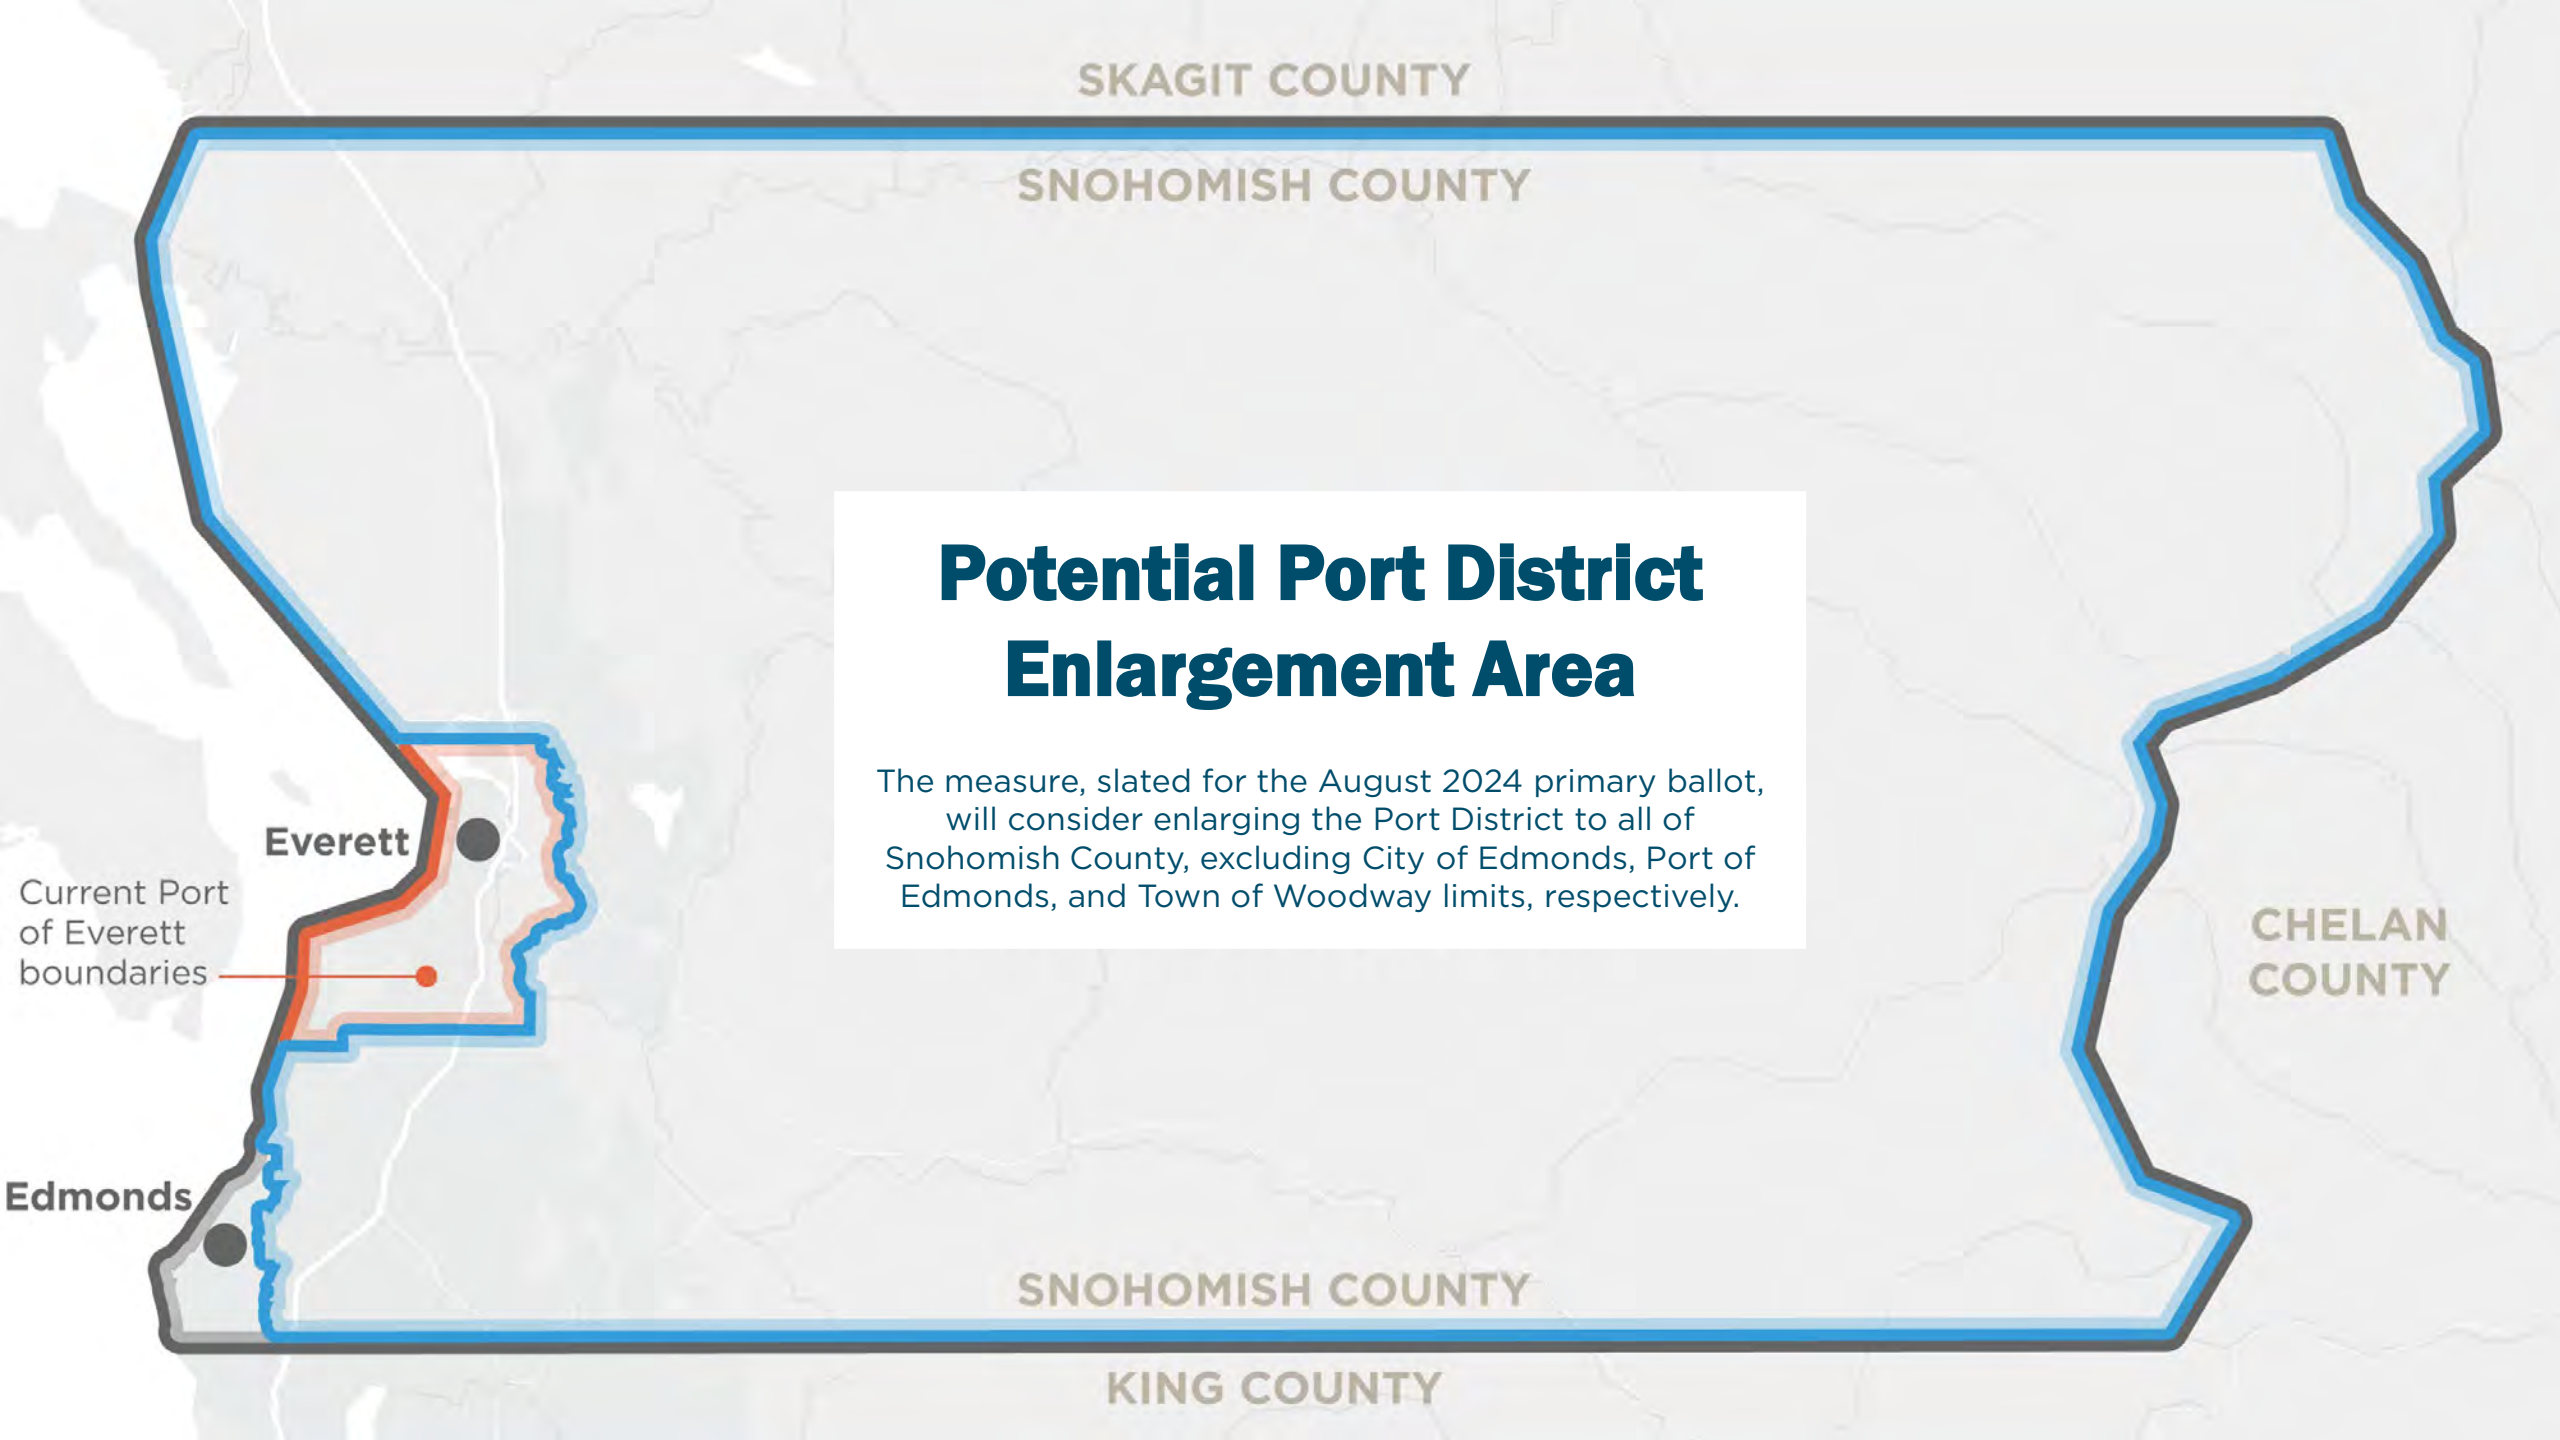 SKAGIT COUNTY
SNOHOMISH COUNTY
Potential Port District
Enlargement Area
The measure, slated for the August 2024 primary ballot,
will consider enlarging the Port District to all of
Snohomish County, excluding City of Edmonds, Port of
Edmonds, and Town of Woodway limits, respectively.
Everett
Current Port
of Everett
boundaries
CHELAN
COUNTY
Edmonds
SNOHOMISH COUNTY
KING COUNTY